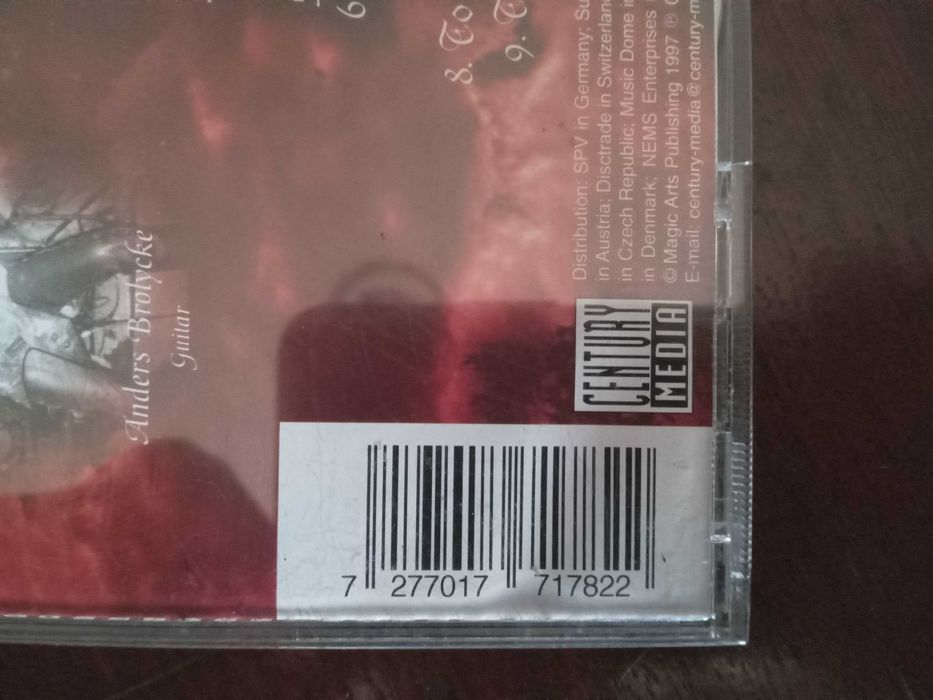 8. To
9. T
Anders Brolycke
Guitar
Distribution: SPV in Germany; Su
in Austria; Disctrade in Switzerland
in Czech Republic; Music Dome in
in Denmark; NEMS Enterprises
© Magic Arts Publishing 1997 ℗ C
E-mail: century-media@century-m
CENTURY
MEDIA
7 277017 717822